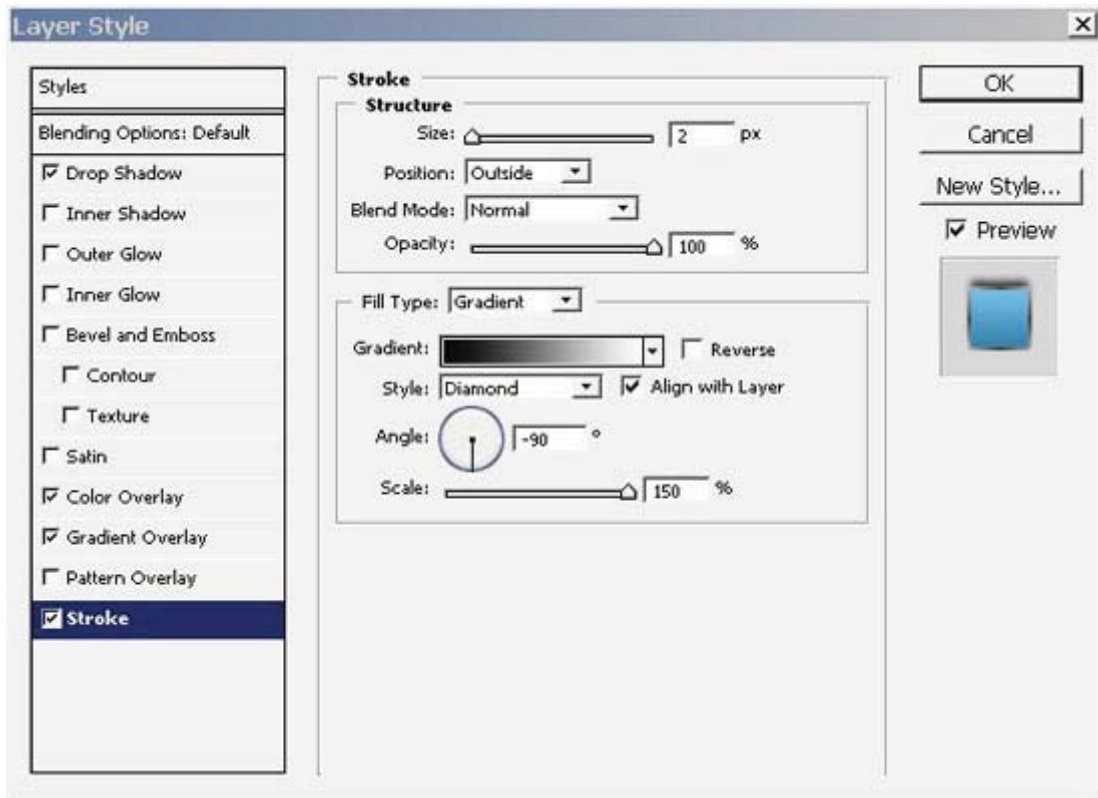 Layer Style
Styles
Blending Options: Default
Drop Shadow
Inner Shadow
Outer Glow
Inner Glow
Bevel and Emboss
Contour
Texture
Satin
Color Overlay
Gradient Overlay
Pattern Overlay
Stroke
Stroke
Structure
Size: 2 px
Position: Outside
Blend Mode: Normal
Opacity: 100 %
Fill Type: Gradient
Gradient: Reverse
Style: Diamond Align with Layer
Angle: -90 °
Scale: 150 %
OK
Cancel
New Style...
Preview